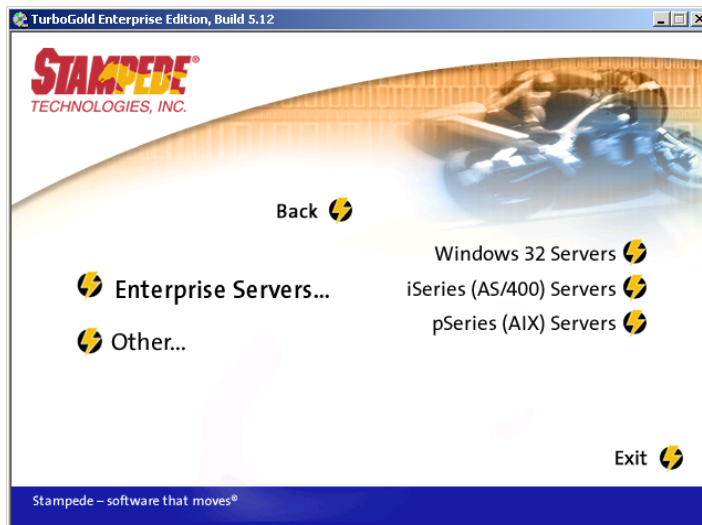 TurboGold Enterprise Edition, Build 5.12
STAMPEDE®
TECHNOLOGIES, INC.
Back
Windows 32 Servers
Enterprise Servers...
iSeries (AS/400) Servers
pSeries (AIX) Servers
Other...
Exit
Stampede – software that moves®